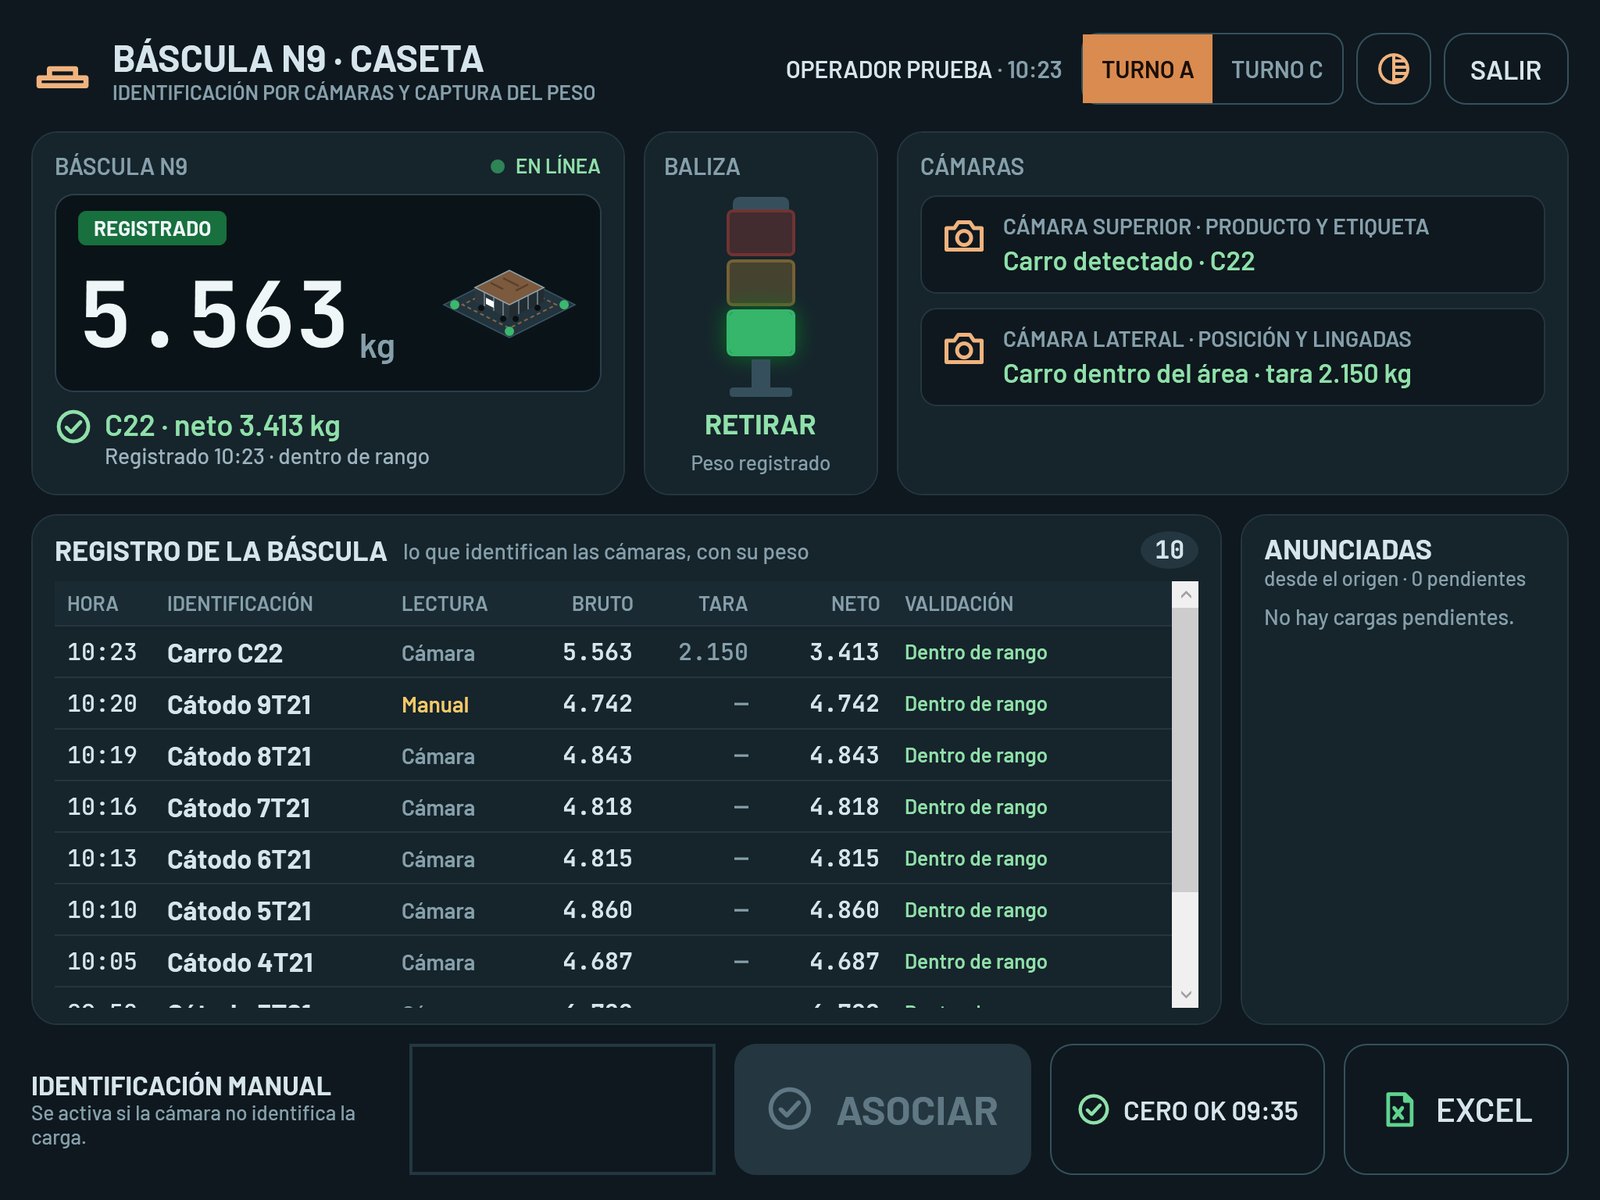 BÁSCULA N9 · CASETA
IDENTIFICACIÓN POR CÁMARAS Y CAPTURA DEL PESO
OPERADOR PRUEBA · 10:23
TURNO A
TURNO C
SALIR
BÁSCULA N9
EN LÍNEA
REGISTRADO
5.563 kg
C22 · neto 3.413 kg
Registrado 10:23 · dentro de rango
BALIZA
RETIRAR
Peso registrado
CÁMARAS
CÁMARA SUPERIOR · PRODUCTO Y ETIQUETA
Carro detectado · C22
CÁMARA LATERAL · POSICIÓN Y LINGADAS
Carro dentro del área · tara 2.150 kg
REGISTRO DE LA BÁSCULA lo que identifican las cámaras, con su peso 10
HORA IDENTIFICACIÓN LECTURA BRUTO TARA NETO VALIDACIÓN
10:23 Carro C22 Cámara 5.563 2.150 3.413 Dentro de rango
10:20 Cátodo 9T21 Manual 4.742 — 4.742 Dentro de rango
10:19 Cátodo 8T21 Cámara 4.843 — 4.843 Dentro de rango
10:16 Cátodo 7T21 Cámara 4.818 — 4.818 Dentro de rango
10:13 Cátodo 6T21 Cámara 4.815 — 4.815 Dentro de rango
10:10 Cátodo 5T21 Cámara 4.860 — 4.860 Dentro de rango
10:05 Cátodo 4T21 Cámara 4.687 — 4.687 Dentro de rango
ANUNCIADAS
desde el origen · 0 pendientes
No hay cargas pendientes.
IDENTIFICACIÓN MANUAL
Se activa si la cámara no identifica la
carga.
ASOCIAR
CERO OK 09:35
EXCEL